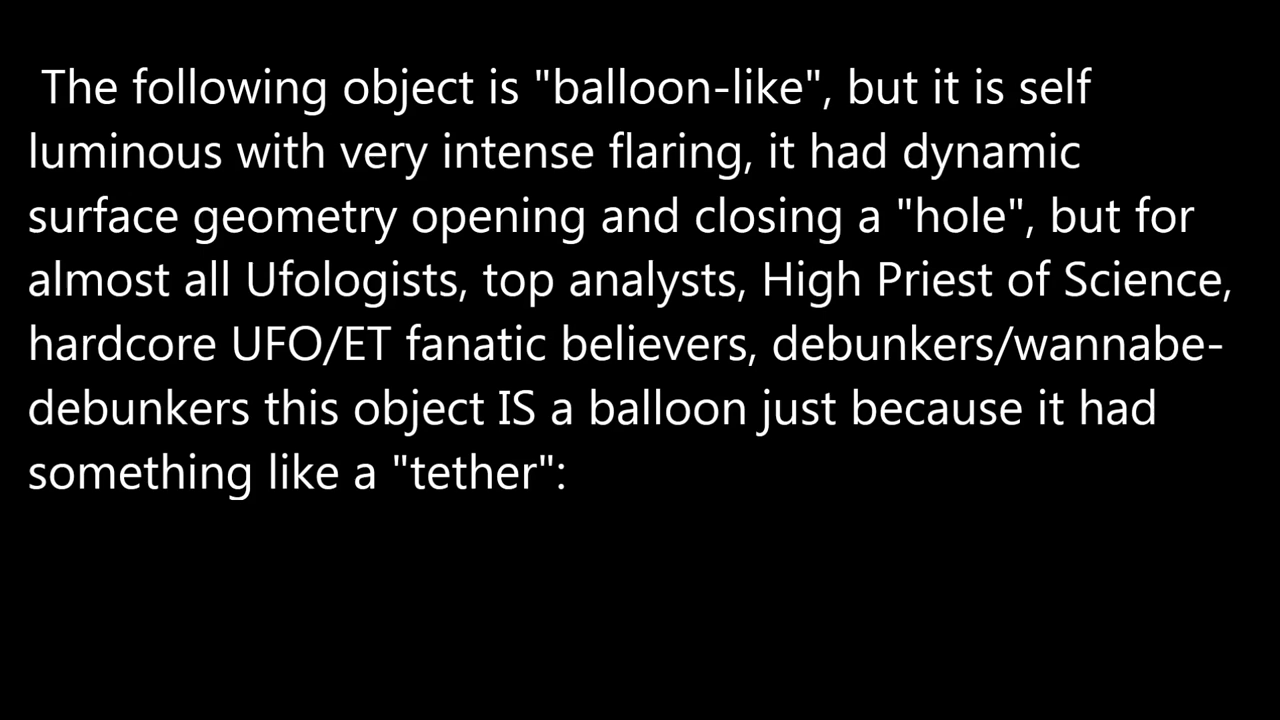 The following object is "balloon-like", but it is self
luminous with very intense flaring, it had dynamic
surface geometry opening and closing a "hole", but for
almost all Ufologists, top analysts, High Priest of Science,
hardcore UFO/ET fanatic believers, debunkers/wannabe-
debunkers this object IS a balloon just because it had
something like a "tether":